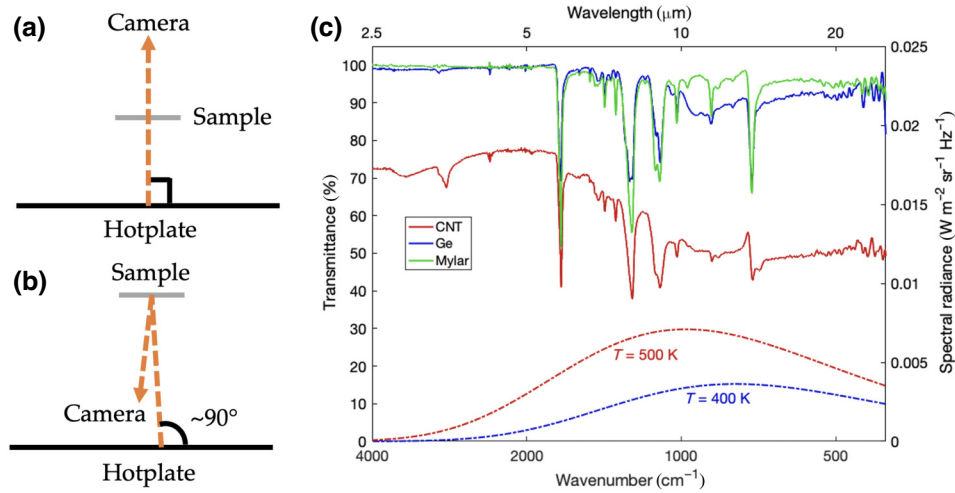 (a)
Camera
Sample
Hotplate
(b)
Sample
Camera
~90°
Hotplate
(c)
Wavelength (μm)
2.5 5 10 20
Transmittance (%)
100
90
80
70
60
50
40
30
20
10
0
CNT
Ge
Mylar
T = 500 K
T = 400 K
0.025
0.02
0.015
0.01
0.005
0
Spectral radiance (W m⁻² sr⁻¹ Hz⁻¹)
4000 2000 1000 500
Wavenumber (cm⁻¹)